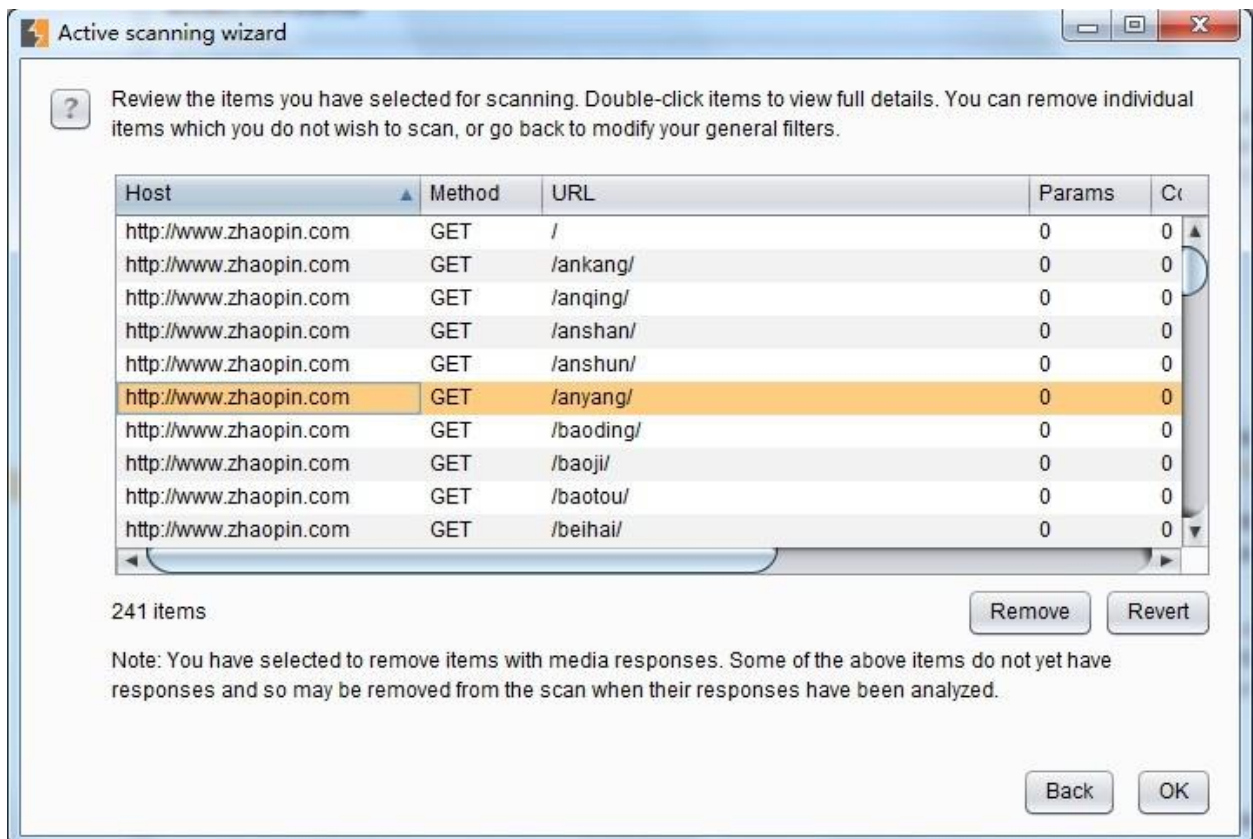 Active scanning wizard
?
Review the items you have selected for scanning. Double-click items to view full details. You can remove individual
items which you do not wish to scan, or go back to modify your general filters.
Host Method URL Params
http://www.zhaopin.com GET / 0 0
http://www.zhaopin.com GET /ankang/ 0 0
http://www.zhaopin.com GET /anqing/ 0 0
http://www.zhaopin.com GET /anshan/ 0 0
http://www.zhaopin.com GET /anshun/ 0 0
http://www.zhaopin.com GET /anyang/ 0 0
http://www.zhaopin.com GET /baoding/ 0 0
http://www.zhaopin.com GET /baoji/ 0 0
http://www.zhaopin.com GET /baotou/ 0 0
http://www.zhaopin.com GET /beihai/ 0 0
241 items Remove Revert
Note: You have selected to remove items with media responses. Some of the above items do not yet have
responses and so may be removed from the scan when their responses have been analyzed.
Back OK